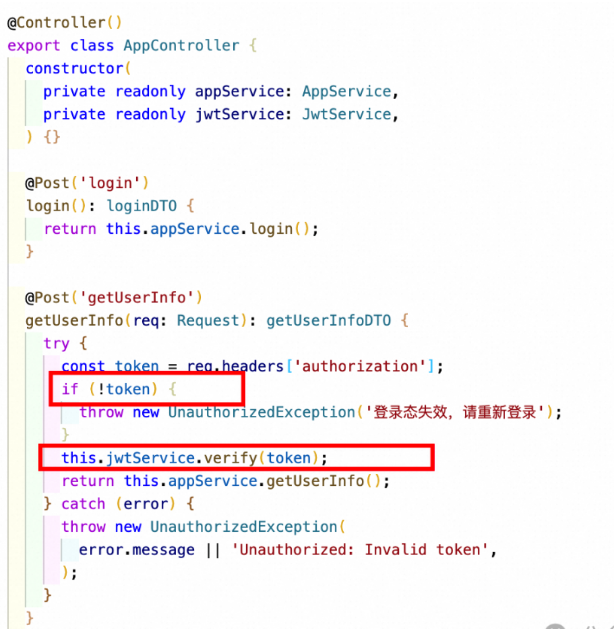 @Controller()
export class AppController {
constructor(
private readonly appService: AppService,
private readonly jwtService: JwtService,
) {}
@Post('login')
login(): loginDTO {
return this.appService.login();
}
@Post('getUserInfo')
getUserInfo(req: Request): getUserInfoDTO {
try {
const token = req.headers['authorization'];
if (!token) {
throw new UnauthorizedException('登录态失效，请重新登录');
}
this.jwtService.verify(token);
return this.appService.getUserInfo();
} catch (error) {
throw new UnauthorizedException(
error.message || 'Unauthorized: Invalid token',
);
}
}